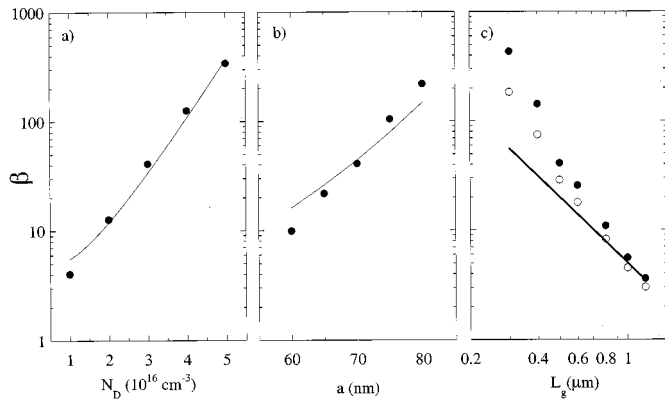 1000
100
10
1
β
a)
1 2 3 4 5
N_D (10^16 cm^-3)
b)
60 70 80
a (nm)
c)
0.2 0.4 0.6 0.8 1
L_g(μm)